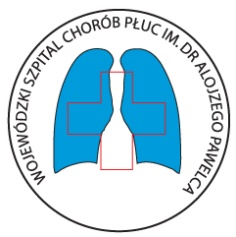 WOJEWÓDZKI SZPITAL CHORÓB PŁUC IM. DR ALOJZEGO PAWELCA